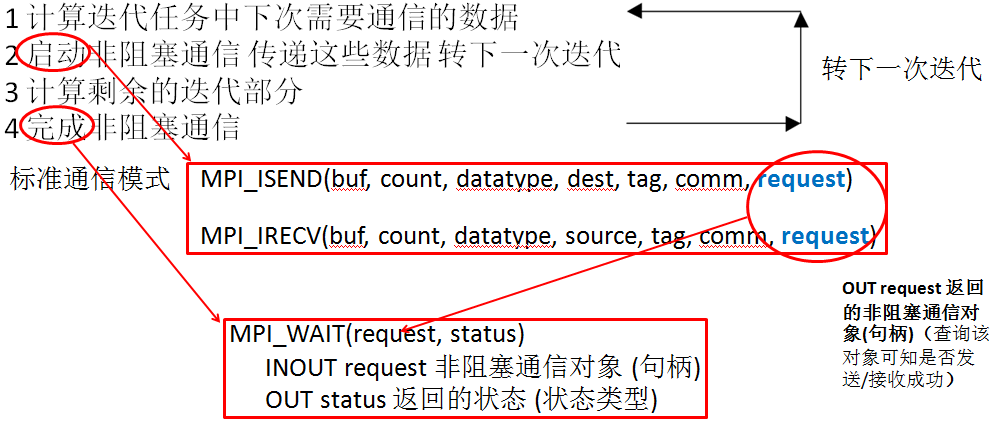 1 计算迭代任务中下次需要通信的数据
2 启动非阻塞通信 传递这些数据 转下一次迭代
3 计算剩余的迭代部分
4 完成非阻塞通信
转下一次迭代
标准通信模式
MPI_ISEND(buf, count, datatype, dest, tag, comm, request)
MPI_IRECV(buf, count, datatype, source, tag, comm, request)
OUT request 返回
的非阻塞通信对
象(句柄)（查询该
对象可知是否发
送/接收成功）
MPI_WAIT(request, status)
INOUT request 非阻塞通信对象 (句柄)
OUT status 返回的状态 (状态类型)